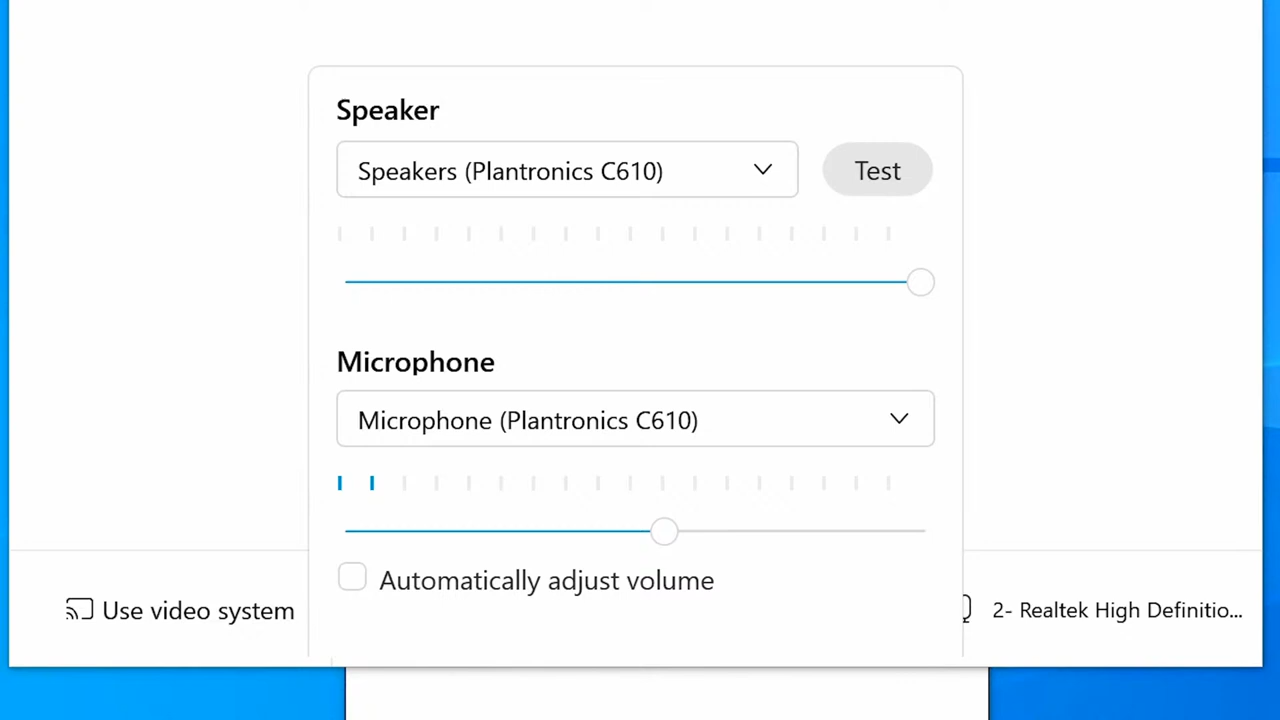 Speaker
Speakers (Plantronics C610)
Test
Microphone
Microphone (Plantronics C610)
Automatically adjust volume
Use video system
2- Realtek High Definitio...